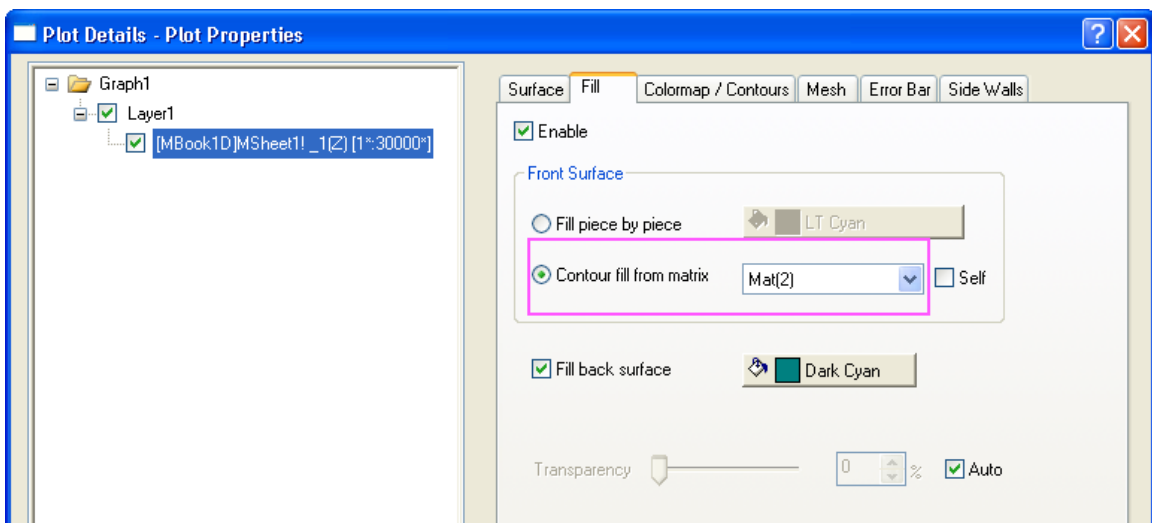 Plot Details - Plot Properties
Graph1
Layer1
[MBook1D]MSheet1! _1(Z) [1*:30000*]
Surface Fill Colormap / Contours Mesh Error Bar Side Walls
Enable
Front Surface
Fill piece by piece LT Cyan
Contour fill from matrix Mat(2) Self
Fill back surface Dark Cyan
Transparency 0 % Auto